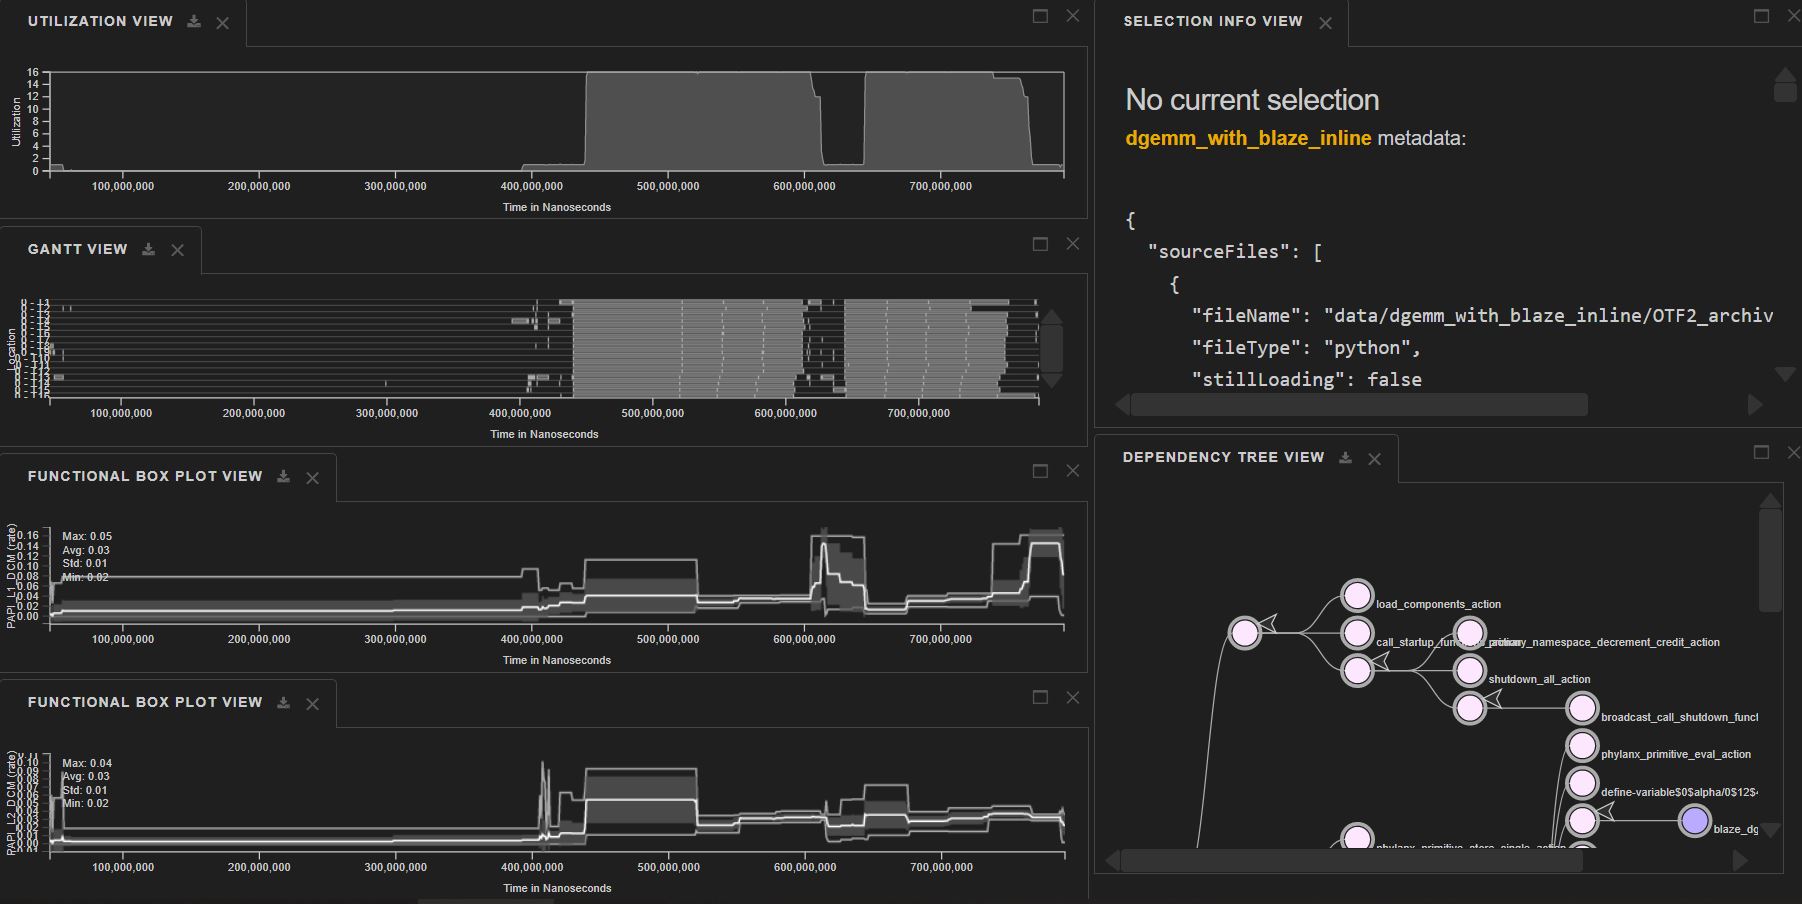 UTILIZATION VIEW
16
14
12
10
8
6
4
2
0
Utilization
100,000,000 200,000,000 300,000,000 400,000,000 500,000,000 600,000,000 700,000,000
Time in Nanoseconds
GANTT VIEW
Location
100,000,000 200,000,000 300,000,000 400,000,000 500,000,000 600,000,000 700,000,000
Time in Nanoseconds
FUNCTIONAL BOX PLOT VIEW
PAPI_L1_DCM (rate)
0.16
0.14
0.12
0.10
0.08
0.06
0.04
0.02
0.00
Max: 0.05
Avg: 0.03
Std: 0.01
Min: 0.02
100,000,000 200,000,000 300,000,000 400,000,000 500,000,000 600,000,000 700,000,000
Time in Nanoseconds
FUNCTIONAL BOX PLOT VIEW
PAPI_L2_DCM (rate)
0.11
0.10
0.09
0.08
0.07
0.06
0.05
0.04
0.03
0.02
0.01
0.00
Max: 0.04
Avg: 0.03
Std: 0.01
Min: 0.02
100,000,000 200,000,000 300,000,000 400,000,000 500,000,000 600,000,000 700,000,000
Time in Nanoseconds
SELECTION INFO VIEW
No current selection
dgemm_with_blaze_inline metadata:
{
"sourceFiles": [
{
"fileName": "data/dgemm_with_blaze_inline/OTF2_archiv
"fileType": "python",
"stillLoading": false
DEPENDENCY TREE VIEW
load_components_action
primary_namespace_decrement_credit_action
shutdown_all_action
broadcast_call_shutdown_funct
phylanx_primitive_eval_action
define-variable$0$alpha/0$12$4
blaze_dg
phylanx_primitive_store_single_action